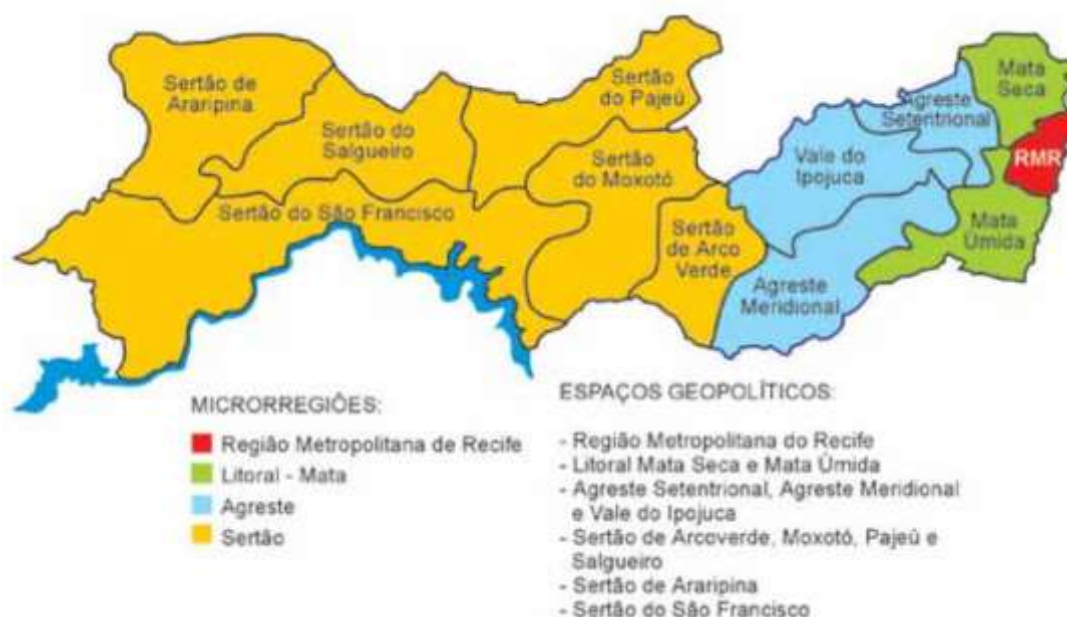 Sertão de
Araripina
Sertão do
Salgueiro
Sertão
do Pajeú
Sertão
do Moxotó
Sertão do São Francisco
Sertão
de Arco
Verde
Vale do
Ipojuca
Agreste
Setentrional
Agreste
Meridional
Mata
Seca
RMR
Mata
Úmida
MICRORREGIÕES:
Região Metropolitana de Recife
Litoral - Mata
Agreste
Sertão
ESPAÇOS GEOPOLÍTICOS:
- Região Metropolitana do Recife
- Litoral Mata Seca e Mata Úmida
- Agreste Setentrional, Agreste Meridional
e Vale do Ipojuca
- Sertão de Arcoverde, Moxotó, Pajeú e
Salgueiro
- Sertão de Araripina
- Sertão do São Francisco